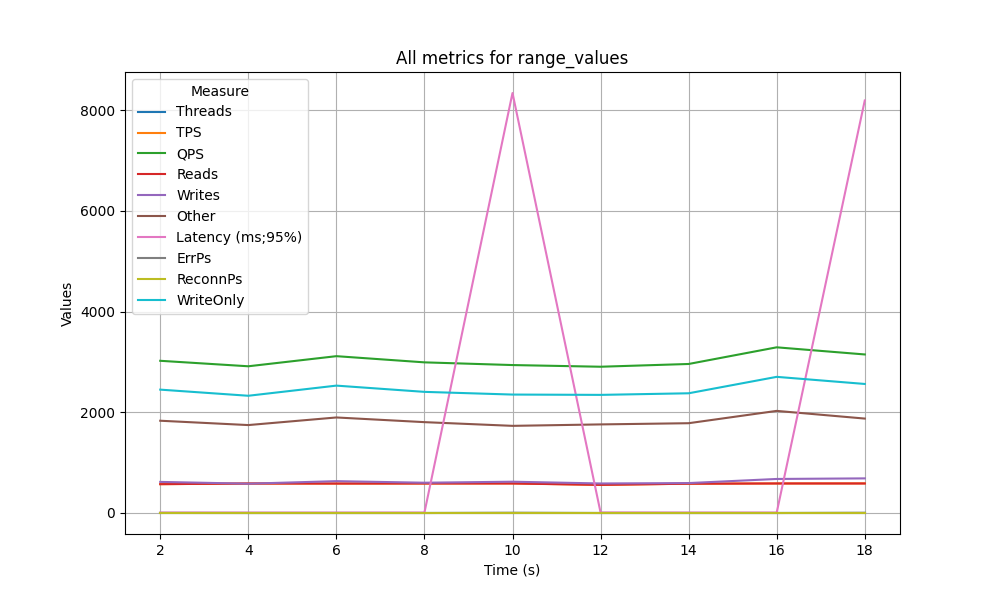 All metrics for range_values
Measure
Threads
TPS
QPS
Reads
Writes
Other
Latency (ms;95%)
ErrPs
ReconnPs
WriteOnly
8000
6000
4000
2000
0
Values
2 4 6 8 10 12 14 16 18
Time (s)